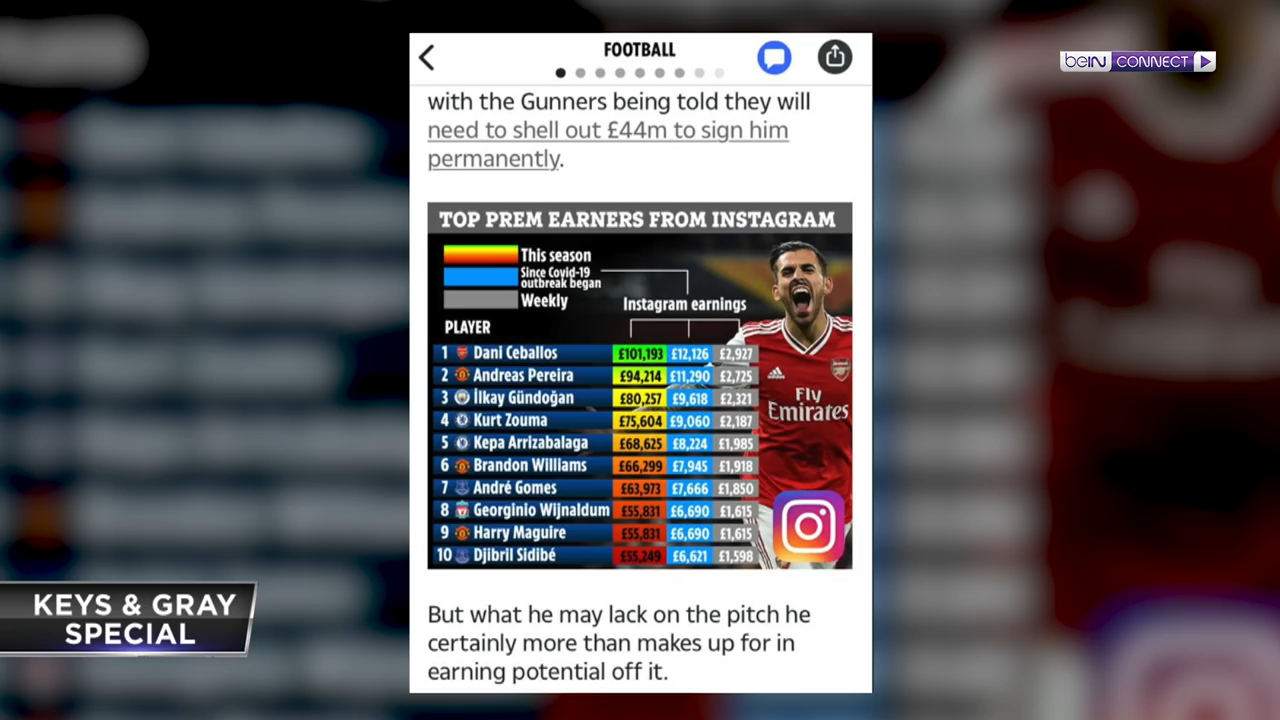 FOOTBALL
beIN CONNECT
with the Gunners being told they will
need to shell out £44m to sign him
permanently.
TOP PREM EARNERS FROM INSTAGRAM
This season
Since Covid-19
outbreak began
Weekly
Instagram earnings
PLAYER
1 Dani Ceballos £101,193 £12,126 £2,927
2 Andreas Pereira £94,214 £11,290 £2,725
3 İlkay Gündoğan £80,257 £9,618 £2,321
4 Kurt Zouma £75,604 £9,060 £2,187
5 Kepa Arrizabalaga £68,625 £8,224 £1,985
6 Brandon Williams £66,299 £7,945 £1,918
7 André Gomes £63,973 £7,666 £1,850
8 Georginio Wijnaldum £55,831 £6,690 £1,615
9 Harry Maguire £55,831 £6,690 £1,615
10 Djibril Sidibé £55,249 £6,621 £1,598
Fly
Emirates
But what he may lack on the pitch he
certainly more than makes up for in
earning potential off it.
KEYS & GRAY
SPECIAL